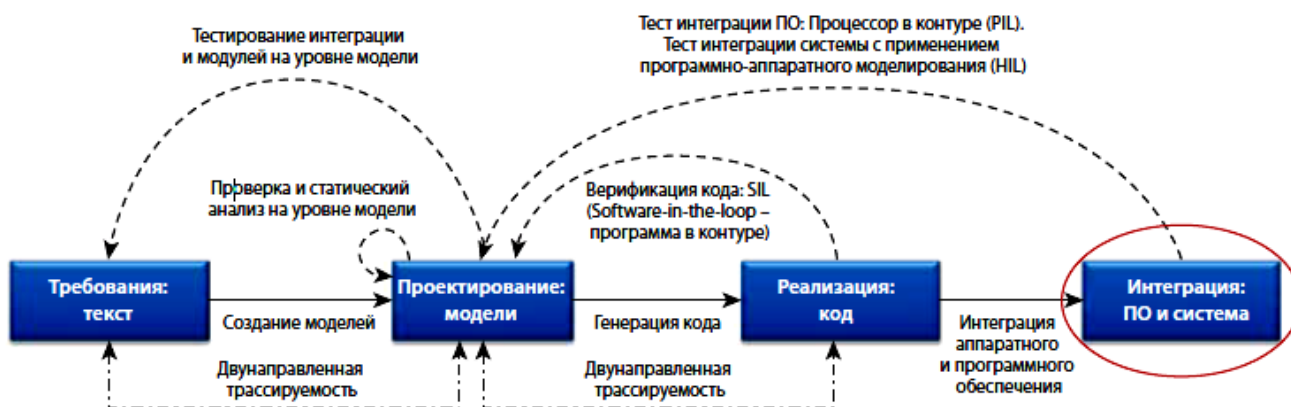 Тестирование интеграции
и модулей на уровне модели
Тест интеграции ПО: Процессор в контуре (PIL).
Тест интеграции системы с применением
программно-аппаратного моделирования (HIL)
Проверка и статический
анализ на уровне модели
Верификация кода: SIL
(Software-in-the-loop –
программа в контуре)
Требования:
текст
Создание моделей
Проектирование:
модели
Генерация кода
Реализация:
код
Интеграция
аппаратного
и программного
обеспечения
Интеграция:
ПО и система
Двунаправленная
трассируемость
Двунаправленная
трассируемость